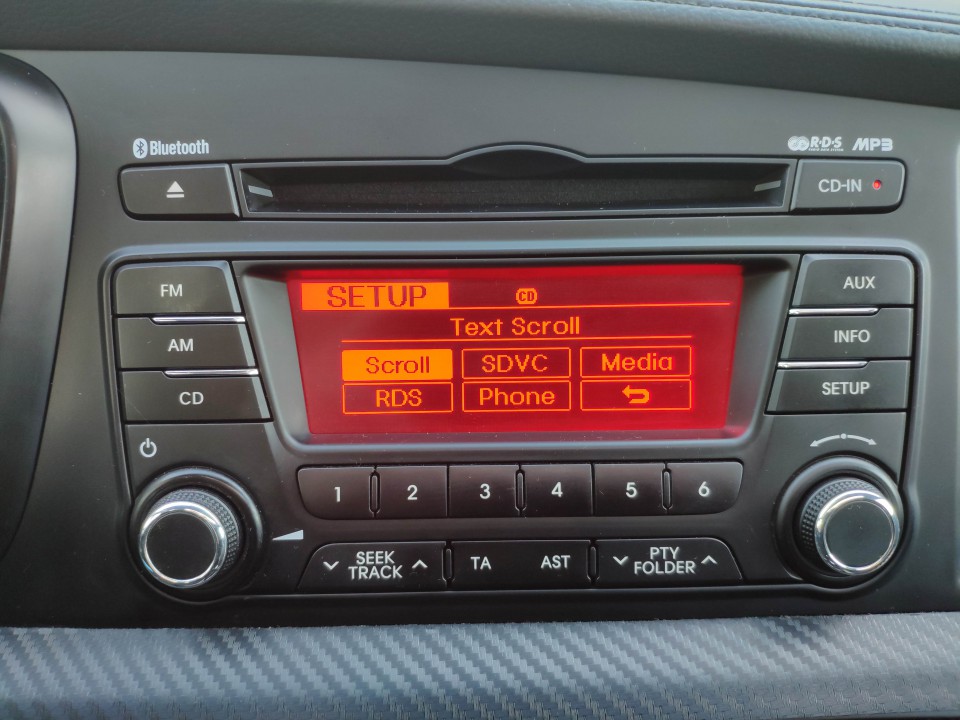 Bluetooth
R·D·S MP3
CD-IN
FM
AM
CD
SETUP CD
Text Scroll
Scroll SDVC Media
RDS Phone
AUX
INFO
SETUP
1 2 3 4 5 6
SEEK
TRACK
TA AST
PTY
FOLDER